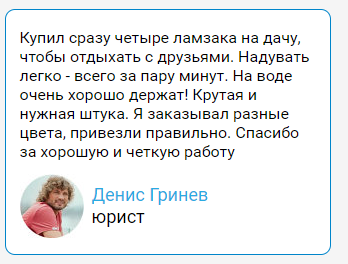 Купил сразу четыре ламзака на дачу,
чтобы отдыхать с друзьями. Надувать
легко - всего за пару минут. На воде
очень хорошо держат! Крутая и
нужная штука. Я заказывал разные
цвета, привезли правильно. Спасибо
за хорошую и четкую работу
Денис Гринев
юрист